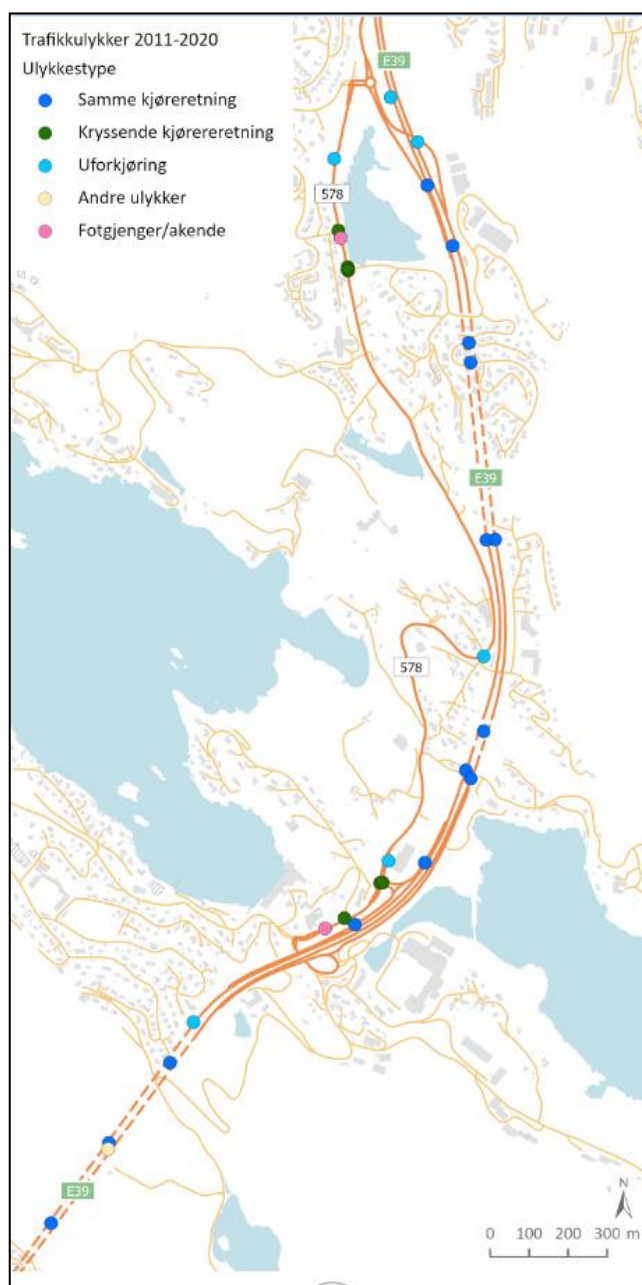 Trafikkulykker 2011-2020
Ulykkestype
Samme kjøreretning
Kryssende kjørereretning
Uforkjøring
Andre ulykker
Fotgjenger/akende
E39
578
E39
578
E39
N
0 100 200 300 m